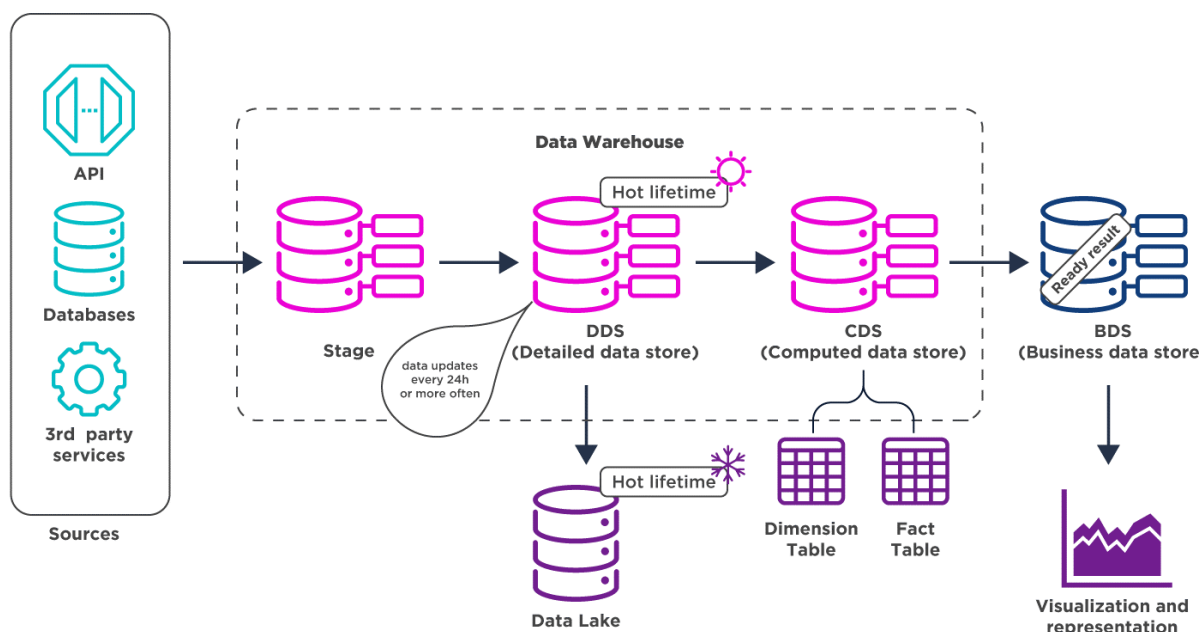 API
Databases
3rd party
services
Sources
Data Warehouse
Hot lifetime
Stage
data updates
every 24h
or more often
DDS
(Detailed data store)
CDS
(Computed data store)
Ready result
BDS
(Business data store
Hot lifetime
Data Lake
Dimension
Table
Fact
Table
Visualization and
representation